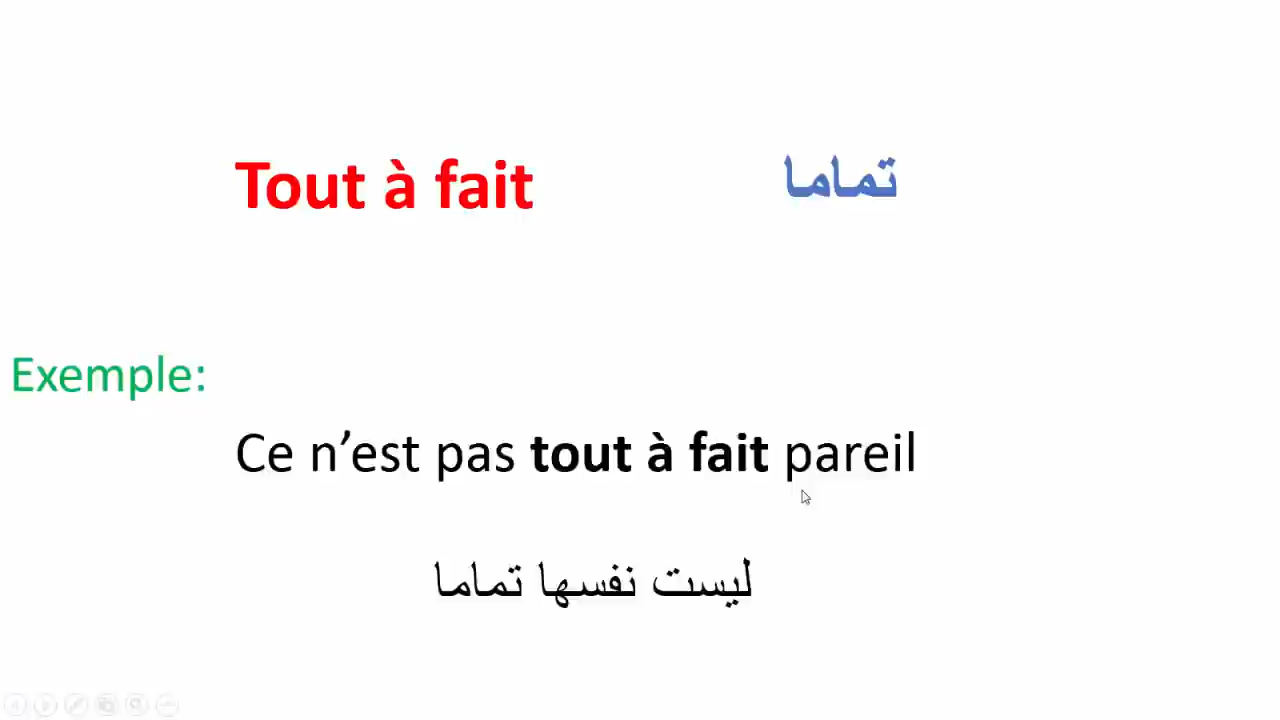 Tout à fait
تماما
Exemple:
Ce n’est pas tout à fait pareil
ليست نفسها تماما